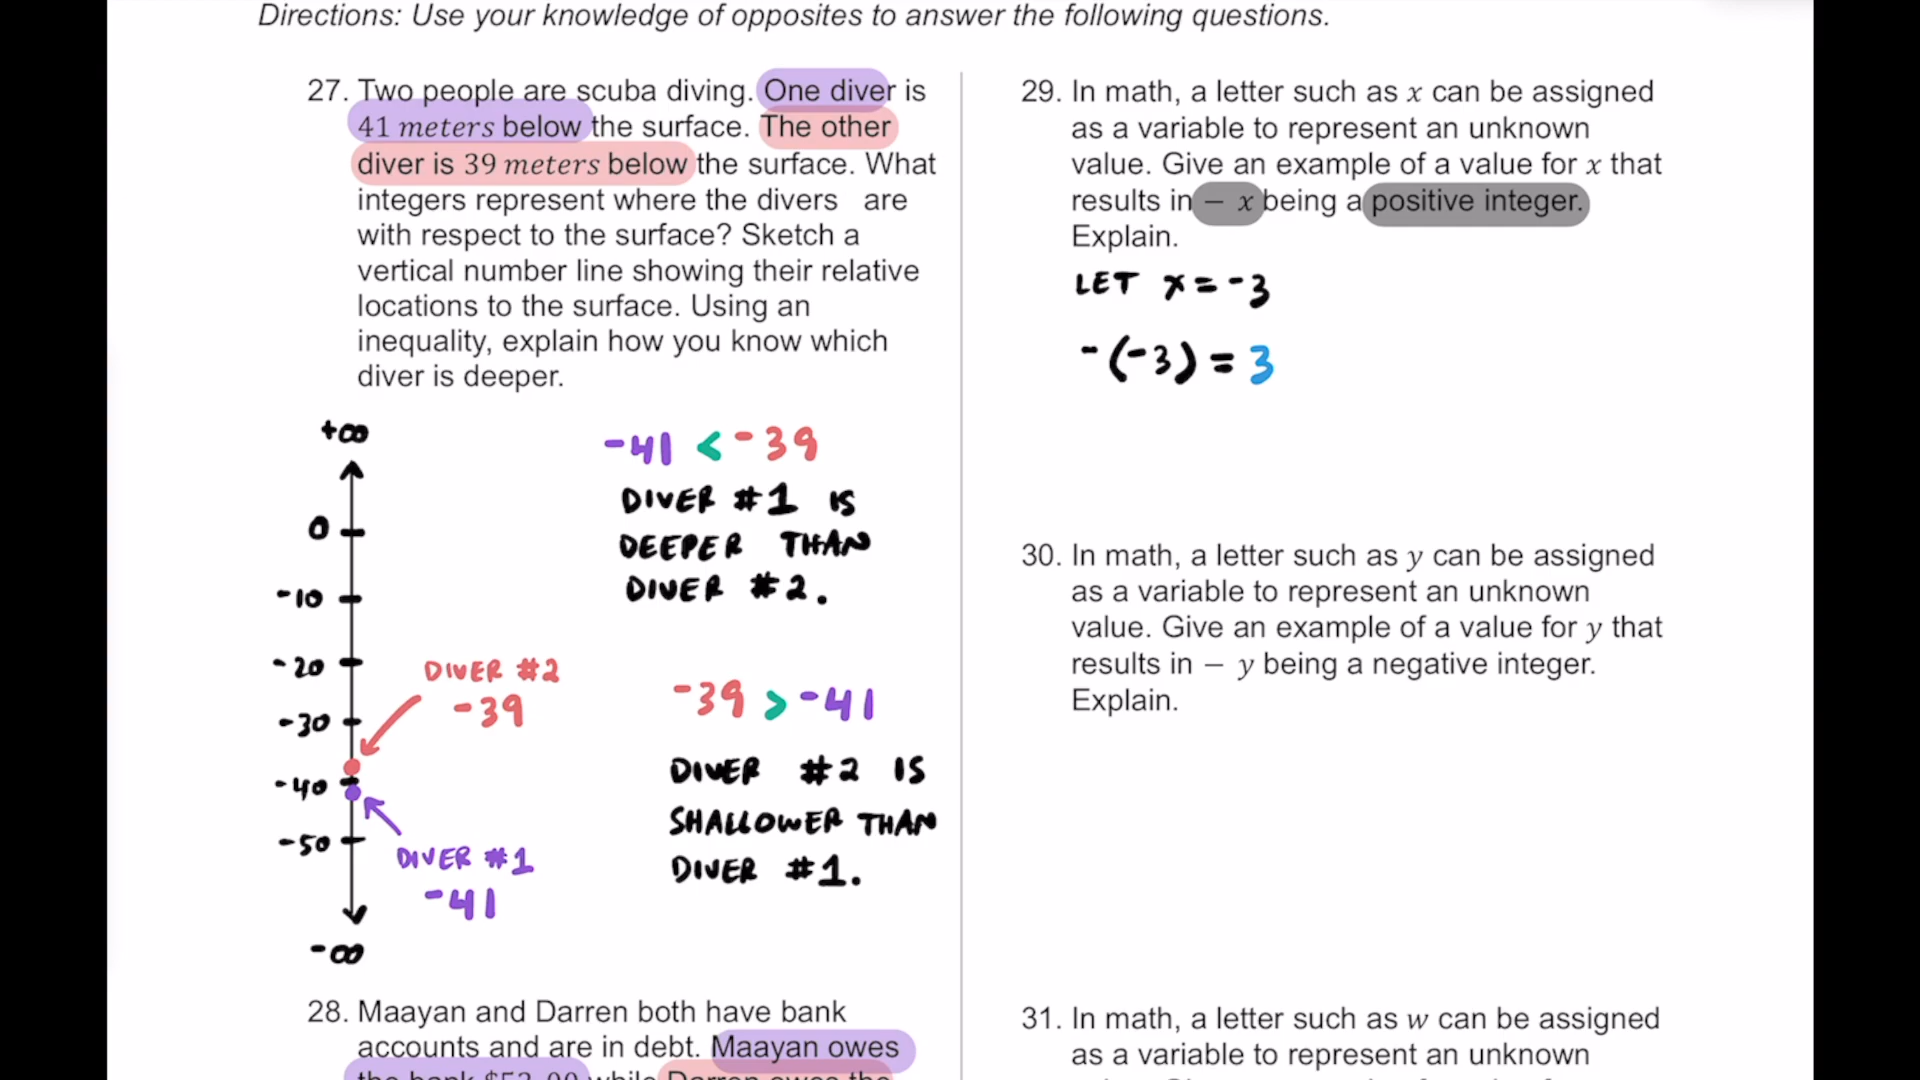 Directions: Use your knowledge of opposites to answer the following questions.
27. Two people are scuba diving. One diver is
41 meters below the surface. The other
diver is 39 meters below the surface. What
integers represent where the divers are
with respect to the surface? Sketch a
vertical number line showing their relative
locations to the surface. Using an
inequality, explain how you know which
diver is deeper.
+∞
0
-10
-20
-30
-40
-50
-∞
DIVER #2
-39
DIVER #1
-41
-41 < -39
DIVER #1 IS
DEEPER THAN
DIVER #2.
-39 > -41
DIVER #2 IS
SHALLOWER THAN
DIVER #1.
28. Maayan and Darren both have bank
accounts and are in debt. Maayan owes
the bank $53.00 while Darren owes the
29. In math, a letter such as x can be assigned
as a variable to represent an unknown
value. Give an example of a value for x that
results in − x being a positive integer.
Explain.
LET x = -3
-(-3) = 3
30. In math, a letter such as y can be assigned
as a variable to represent an unknown
value. Give an example of a value for y that
results in − y being a negative integer.
Explain.
31. In math, a letter such as w can be assigned
as a variable to represent an unknown